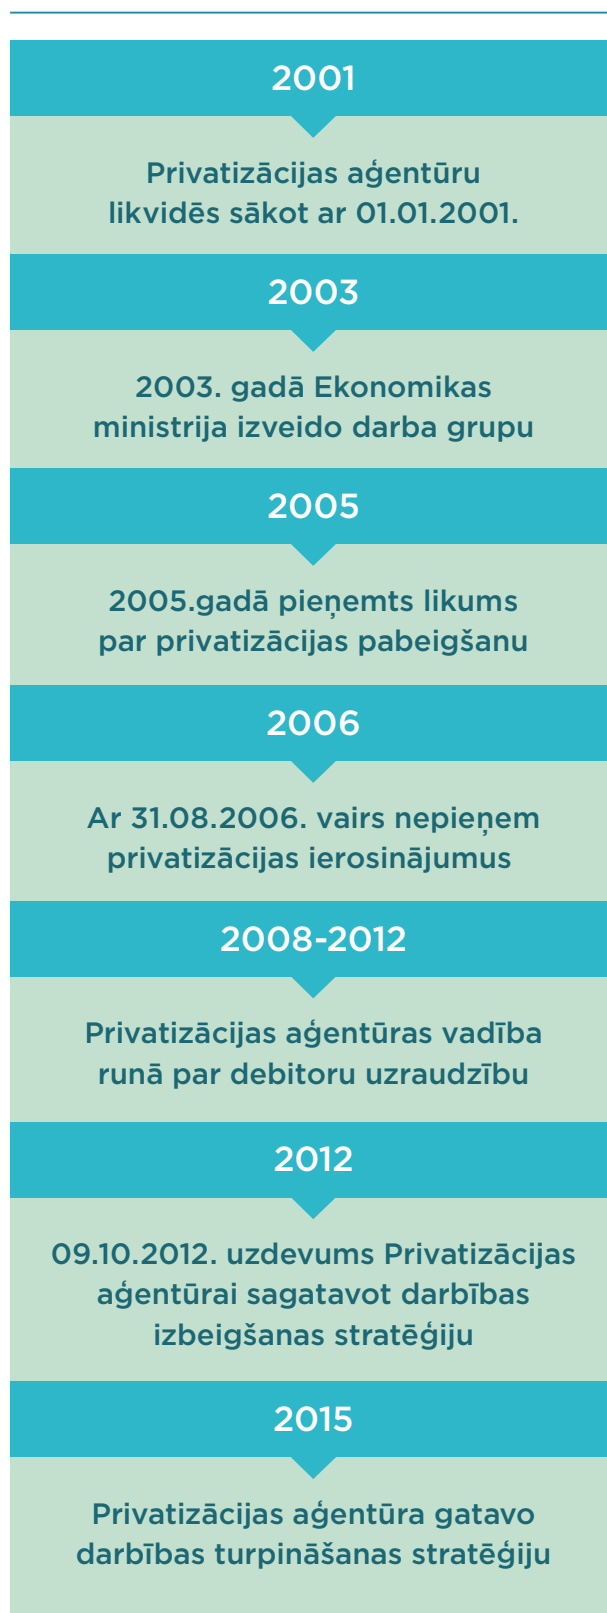 2001
Privatizācijas aģentūru
likvidēs sākot ar 01.01.2001.
2003
2003. gadā Ekonomikas
ministrija izveido darba grupu
2005
2005.gadā pieņemts likums
par privatizācijas pabeigšanu
2006
Ar 31.08.2006. vairs nepieņem
privatizācijas ierosinājumus
2008-2012
Privatizācijas aģentūras vadība
runā par debitoru uzraudzību
2012
09.10.2012. uzdevums Privatizācijas
aģentūrai sagatavot darbības
izbeigšanas stratēģiju
2015
Privatizācijas aģentūra gatavo
darbības turpināšanas stratēģiju